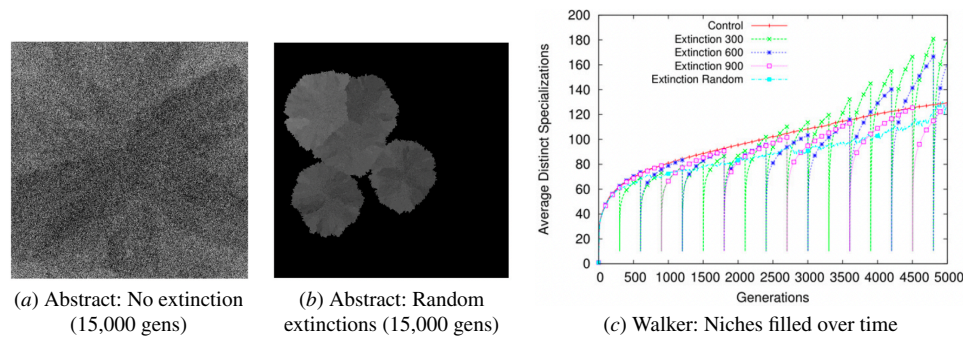 200
180
160
140
120
100
80
60
40
20
0
Average Distinct Specializations
Control
Extinction 300
Extinction 600
Extinction 900
Extinction Random
0 500 1000 1500 2000 2500 3000 3500 4000 4500 5000
Generations
(a) Abstract: No extinction
(15,000 gens)
(b) Abstract: Random
extinctions (15,000 gens)
(c) Walker: Niches filled over time